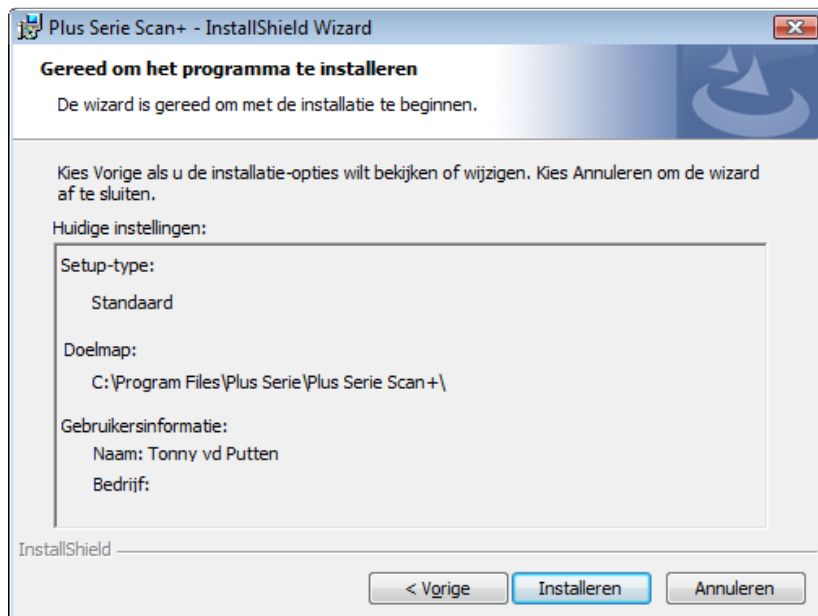 Plus Serie Scan+ - InstallShield Wizard
Gereed om het programma te installeren
De wizard is gereed om met de installatie te beginnen.
Kies Vorige als u de installatie-opties wilt bekijken of wijzigen. Kies Annuleren om de wizard
af te sluiten.
Huidige instellingen:
Setup-type:
Standaard
Doelmap:
C:\Program Files\Plus Serie\Plus Serie Scan+\
Gebruikersinformatie:
Naam: Tonny vd Putten
Bedrijf:
InstallShield
< Vorige
Installeren
Annuleren